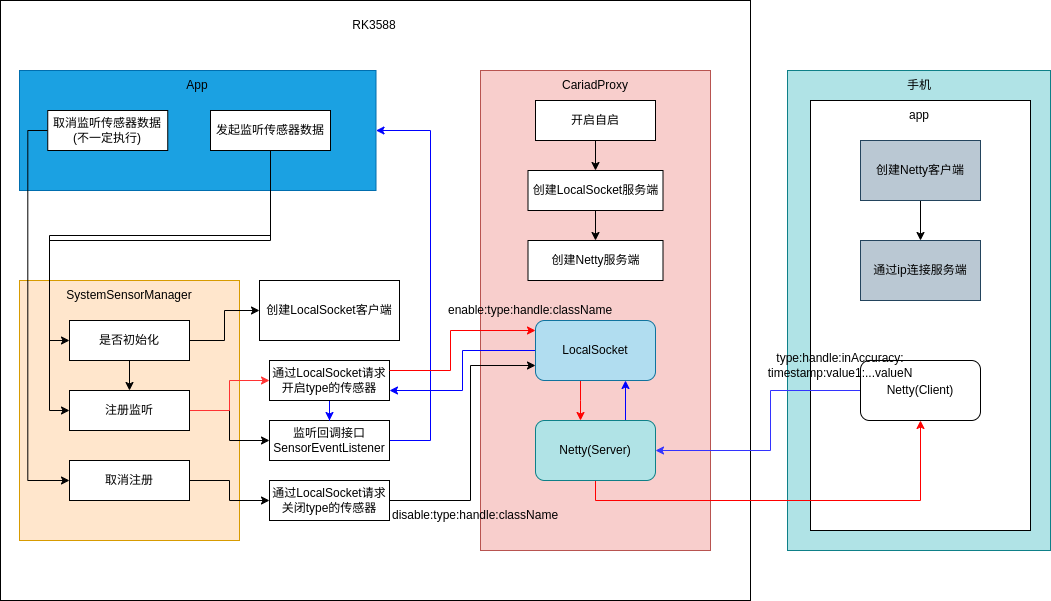 RK3588
App
取消监听传感器数据
(不一定执行)
发起监听传感器数据
SystemSensorManager
是否初始化
注册监听
取消注册
创建LocalSocket客户端
通过LocalSocket请求
开启type的传感器
监听回调接口
SensorEventListener
通过LocalSocket请求
关闭type的传感器
enable:type:handle:className
disable:type:handle:className
CariadProxy
开启自启
创建LocalSocket服务端
创建Netty服务端
LocalSocket
Netty(Server)
手机
app
创建Netty客户端
通过ip连接服务端
type:handle:inAccuracy:
timestamp:value1:...valueN
Netty(Client)